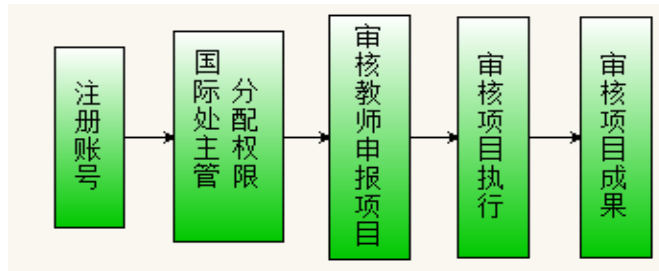 注册账号
国际处主管
分配权限
审核教师申报项目
审核项目执行
审核项目成果